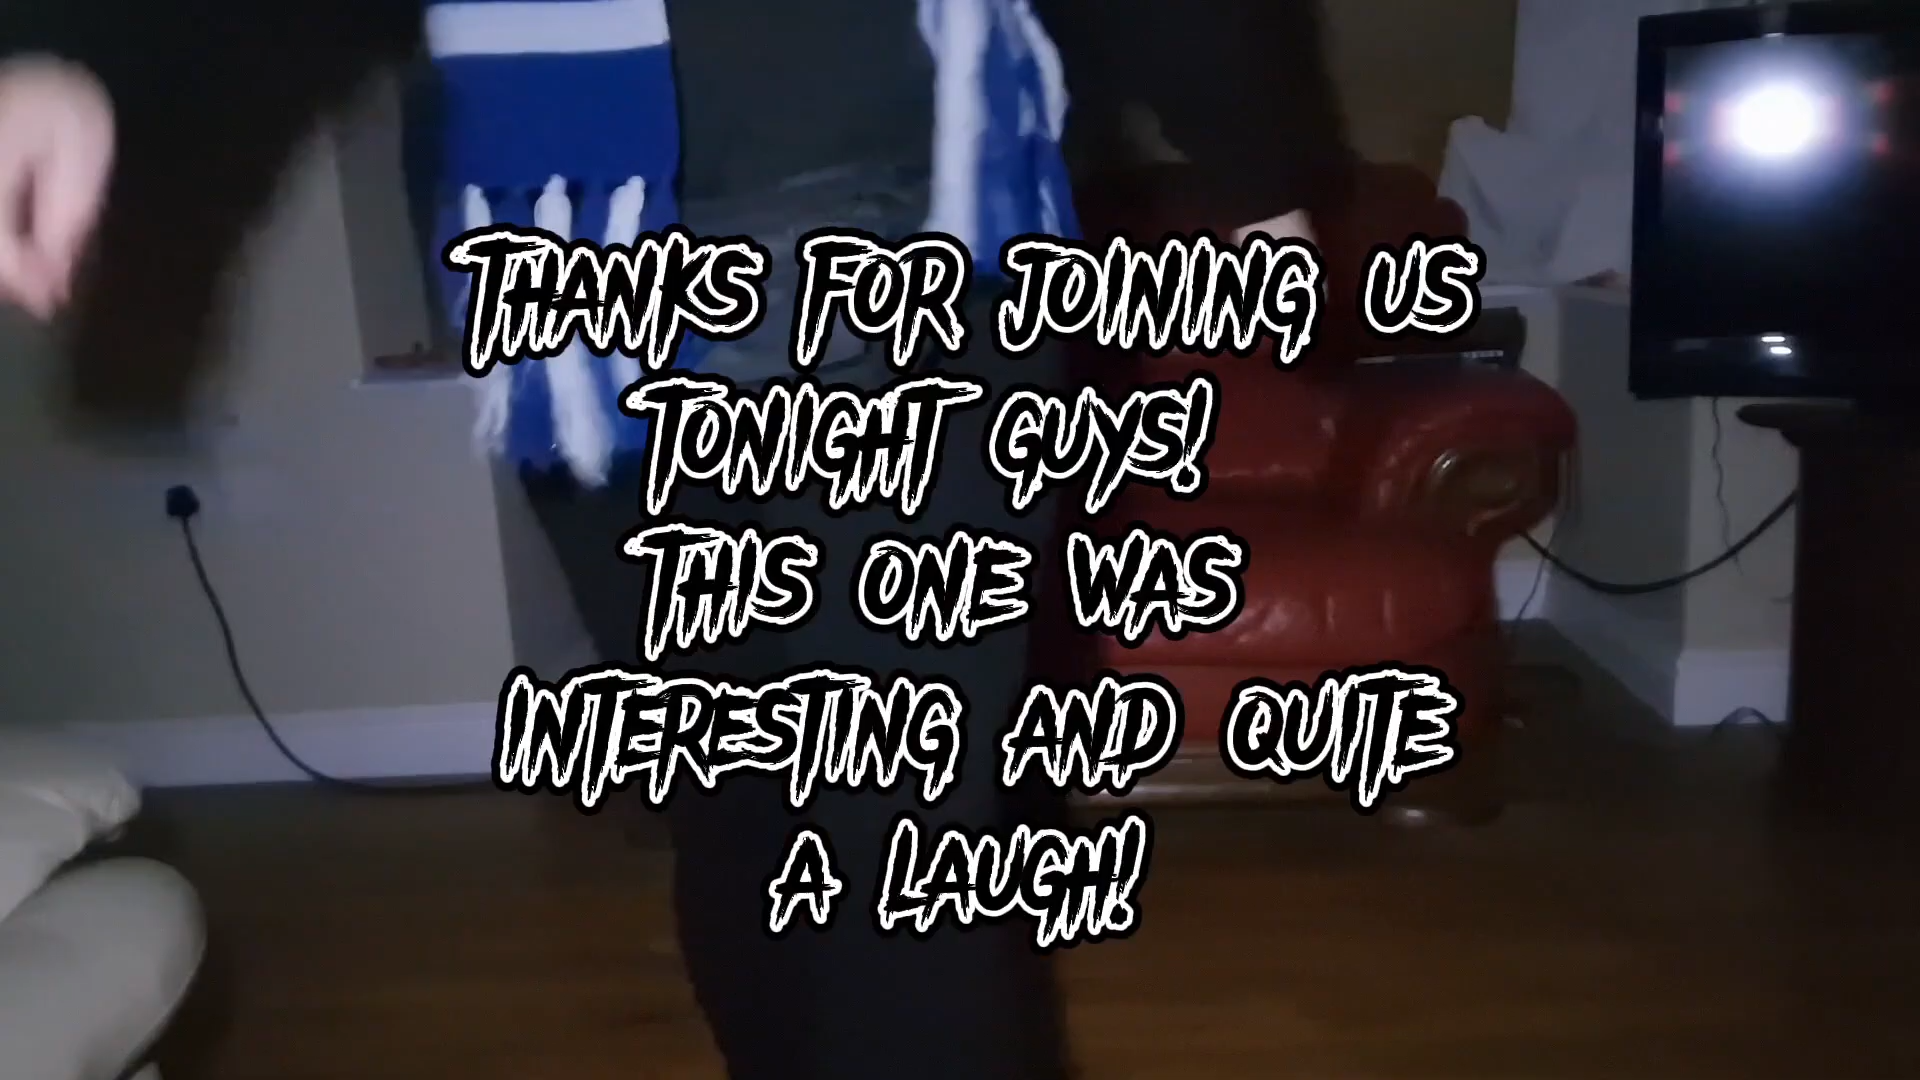 THANKS FOR JOINING US
TONIGHT GUYS!
THIS ONE WAS
INTERESTING AND QUITE
A LAUGH!